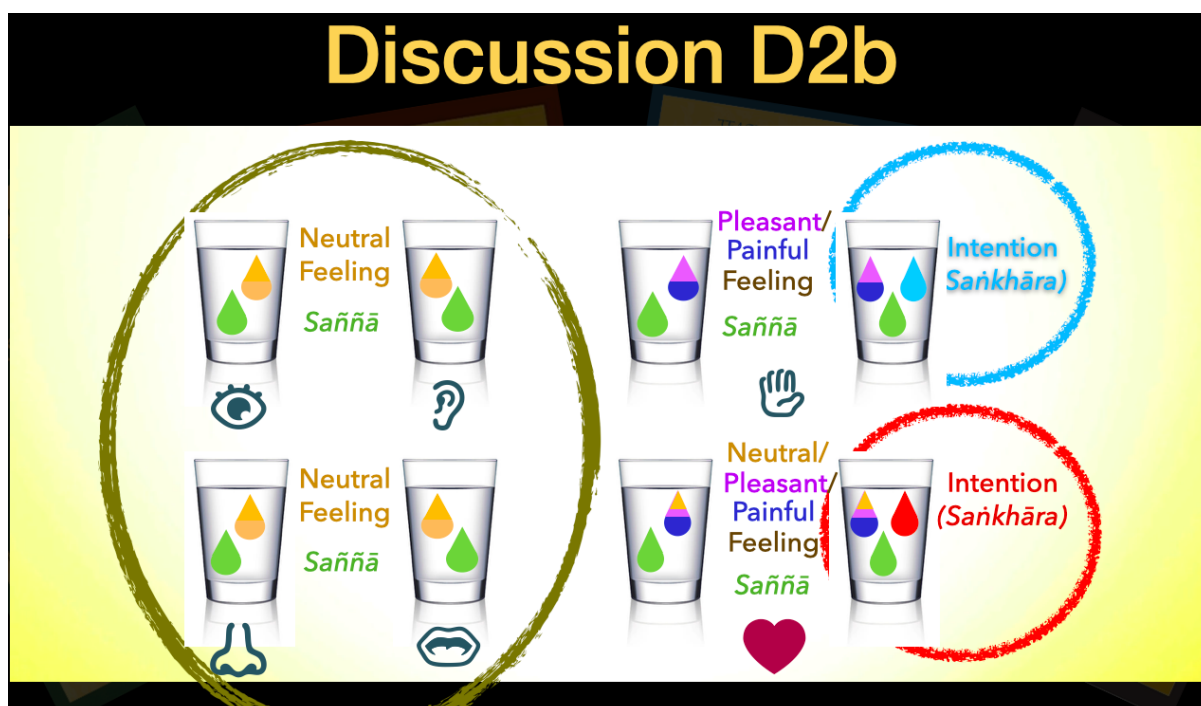 Discussion D2b
Neutral
Feeling
Saññā
Pleasant/
Painful
Feeling
Saññā
Intention
Saṅkhāra)
Neutral
Feeling
Saññā
Neutral/
Pleasant/
Painful
Feeling
Saññā
Intention
(Saṅkhāra)